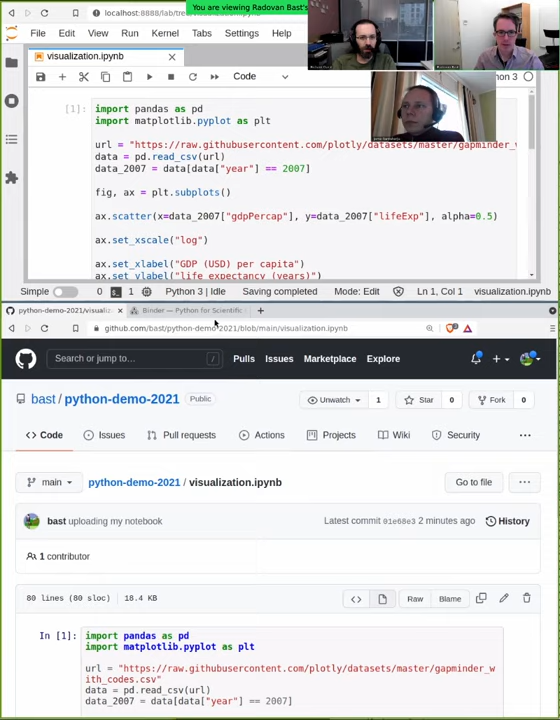 You are viewing Radovan Bast's
localhost:8888/lab/tre
File Edit View Run Kernel Tabs Settings
visualization.ipynb
Code
[1]: import pandas as pd
import matplotlib.pyplot as plt
url = "https://raw.githubusercontent.com/plotly/datasets/master/gapminder_w
data = pd.read_csv(url)
data_2007 = data[data["year"] == 2007]
fig, ax = plt.subplots()
ax.scatter(x=data_2007["gdpPercap"], y=data_2007["lifeExp"], alpha=0.5)
ax.set_xscale("log")
ax.set_xlabel("GDP (USD) per capita")
ax.set_ylabel("life expectancy (years)")
Simple 0 1 Python 3 | Idle Saving completed Mode: Edit Ln 1, Col 1 visualization.ipynb
python-demo-2021/visualiz Binder — Python for Scientific
github.com/bast/python-demo-2021/blob/main/visualization.ipynb
Search or jump to… / Pulls Issues Marketplace Explore
bast / python-demo-2021 Public
Unwatch 1 Star 0 Fork 0
Code Issues Pull requests Actions Projects Wiki Security
main python-demo-2021 / visualization.ipynb Go to file
bast uploading my notebook Latest commit 01e68e3 2 minutes ago History
1 contributor
80 lines (80 sloc) 18.4 KB Raw Blame
In [1]: import pandas as pd
import matplotlib.pyplot as plt
url = "https://raw.githubusercontent.com/plotly/datasets/master/gapminder_w
ith_codes.csv"
data = pd.read_csv(url)
data_2007 = data[data["year"] == 2007]